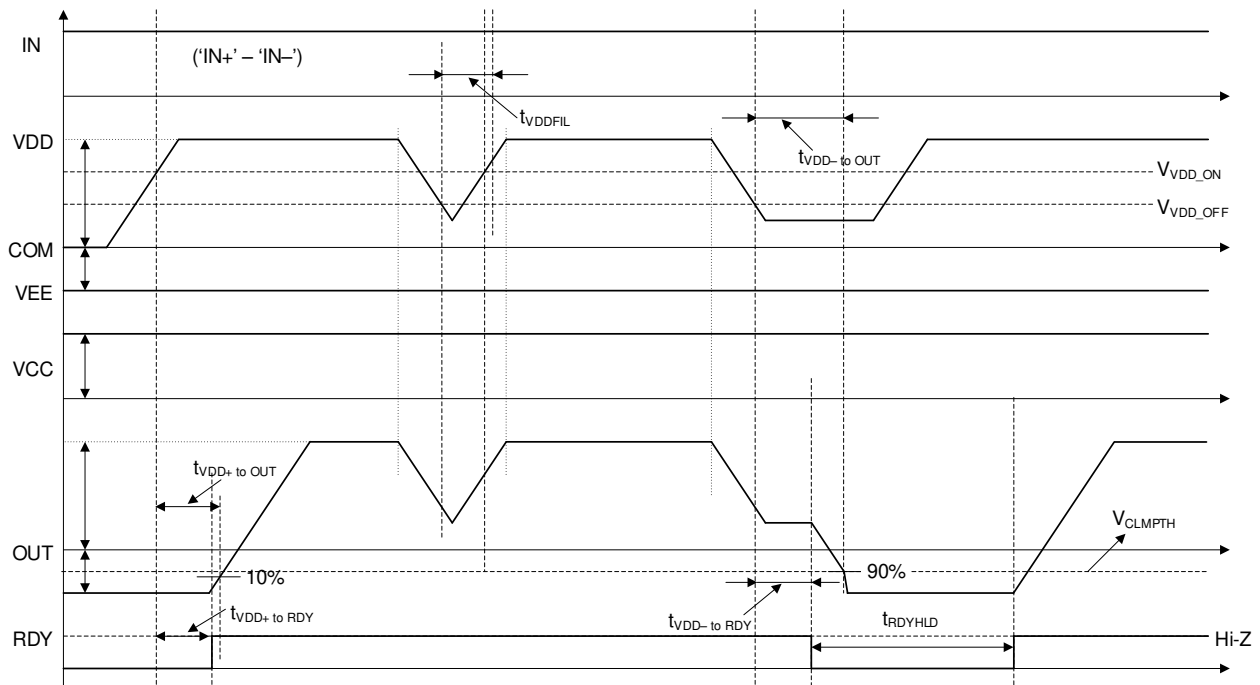 IN
('IN+' – 'IN–')
tVDDFIL
VDD
tVDD– to OUT
VVDD_ON
VVDD_OFF
COM
VEE
VCC
tVDD+ to OUT
VCLMPTH
OUT
10%
90%
tVDD+ to RDY
tVDD– to RDY
tRDYHLD
RDY
Hi-Z